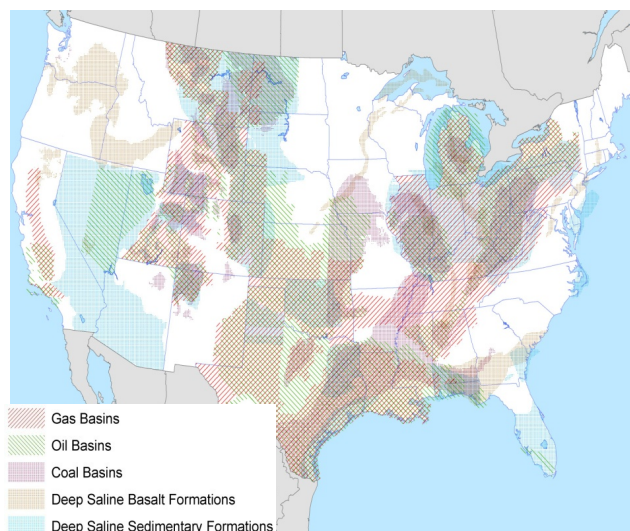 Gas Basins
Oil Basins
Coal Basins
Deep Saline Basalt Formations
Deep Saline Sedimentary Formations